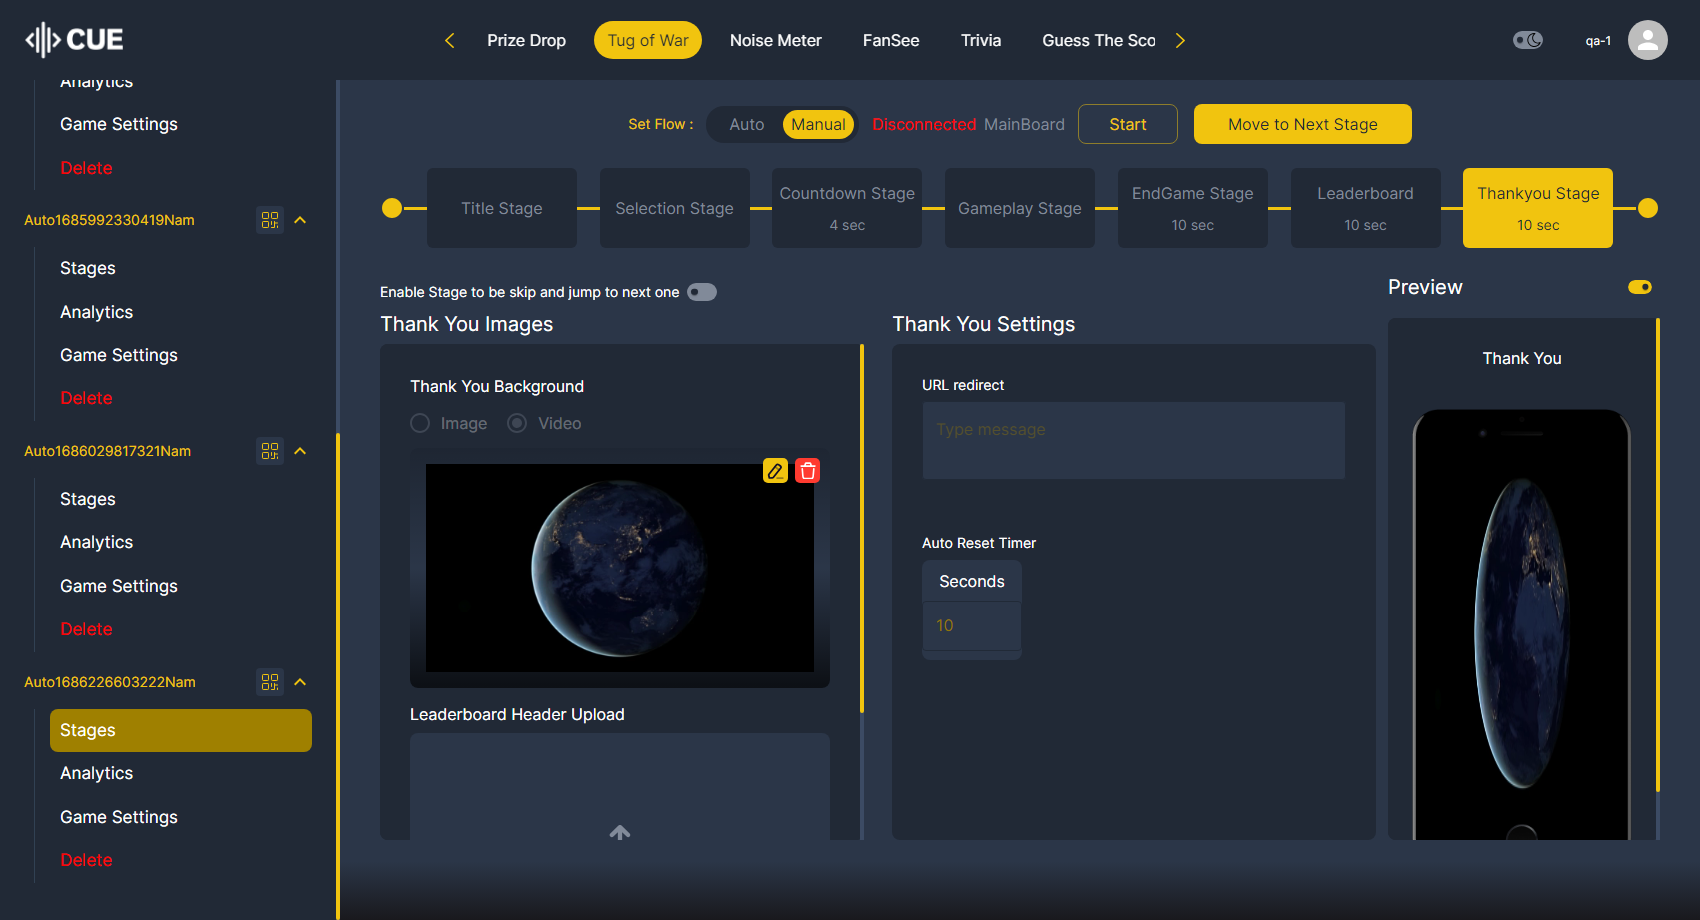 CUE
Prize Drop
Tug of War
Noise Meter
FanSee
Trivia
Guess The Sco
qa-1
Analytics
Game Settings
Delete
Auto1685992330419Nam
Stages
Analytics
Game Settings
Delete
Auto1686029817321Nam
Stages
Analytics
Game Settings
Delete
Auto1686226603222Nam
Stages
Analytics
Game Settings
Delete
Set Flow :
Auto
Manual
Disconnected MainBoard
Start
Move to Next Stage
Title Stage
Selection Stage
Countdown Stage
4 sec
Gameplay Stage
EndGame Stage
10 sec
Leaderboard
10 sec
Thankyou Stage
10 sec
Enable Stage to be skip and jump to next one
Thank You Images
Thank You Background
Image
Video
Leaderboard Header Upload
Thank You Settings
URL redirect
Type message
Auto Reset Timer
Seconds
10
Preview
Thank You